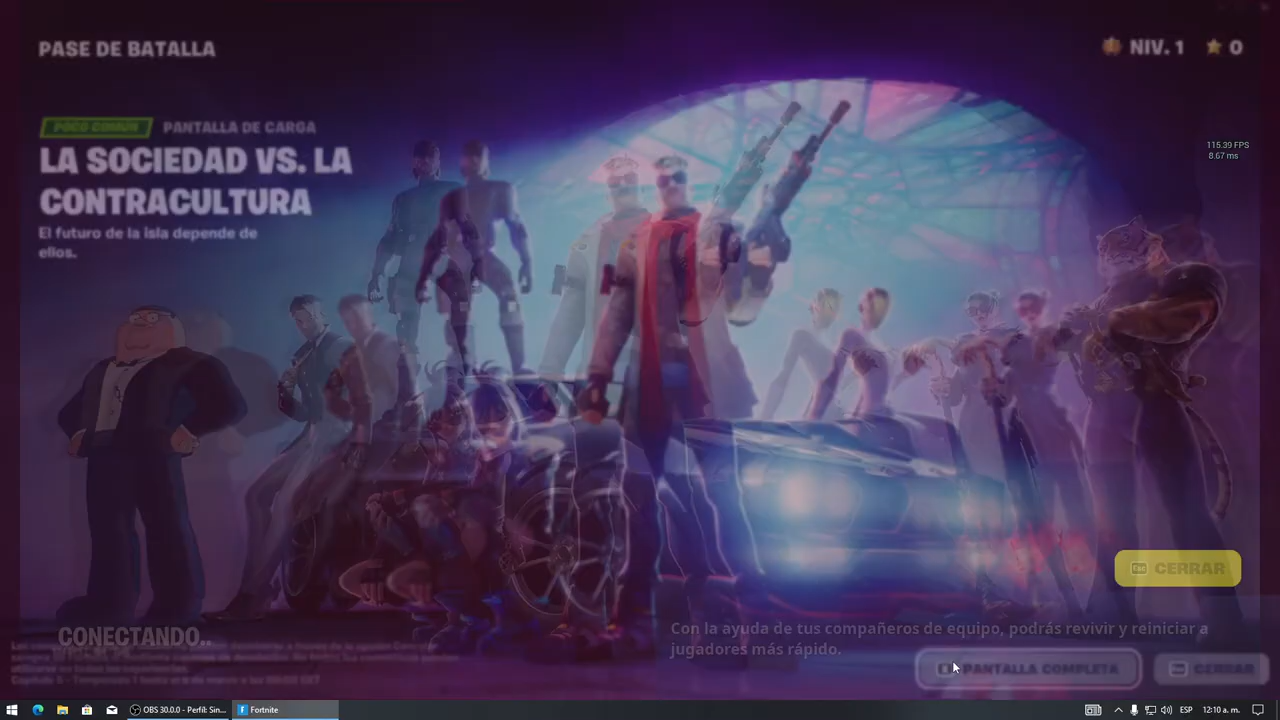 PASE DE BATALLA
NIV. 1
0
POCO COMÚN
PANTALLA DE CARGA
LA SOCIEDAD VS. LA
CONTRACULTURA
El futuro de la isla depende de
ellos.
115.39 FPS
8.67 ms
Esc CERRAR
CONECTANDO..
Con la ayuda de tus compañeros de equipo, podrás revivir y reiniciar a
jugadores más rápido.
PANTALLA COMPLETA
CERRAR
OBS 30.0.0 - Perfil: Sin...
Fortnite
ESP
12:10 a. m.